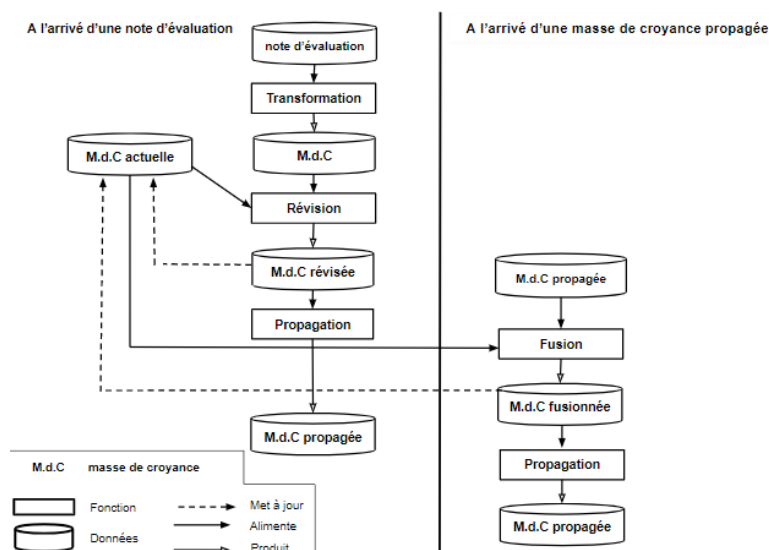 A l'arrivé d'une note d'évaluation
note d'évaluation
Transformation
M.d.C
M.d.C actuelle
Révision
M.d.C révisée
Propagation
M.d.C propagée
A l'arrivé d'une masse de croyance propagée
M.d.C propagée
Fusion
M.d.C fusionnée
Propagation
M.d.C propagée
M.d.C masse de croyance
Fonction
Données
Met à jour
Alimente
Produit